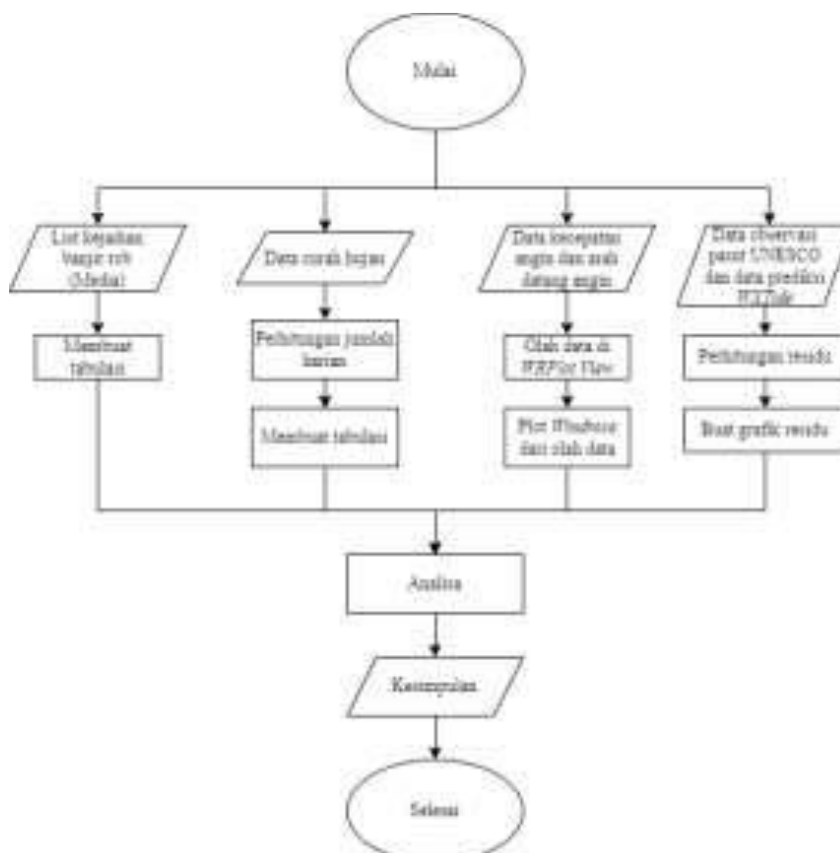 Mulai
List kejadian
banjir rob
(Media)
Data curah hujan
Data kecepatan
angin dan arah
datang angin
Data observasi
pasut UNESCO
dan data prediksi
Membuat
tabulasi
Perhitungan jumlah
harian
Olah data di
WRPlot View
Perhitungan residu
Membuat tabulasi
Plot Windrose
dari olah data
Buat grafik residu
Analisa
Kesimpulan
Selesai